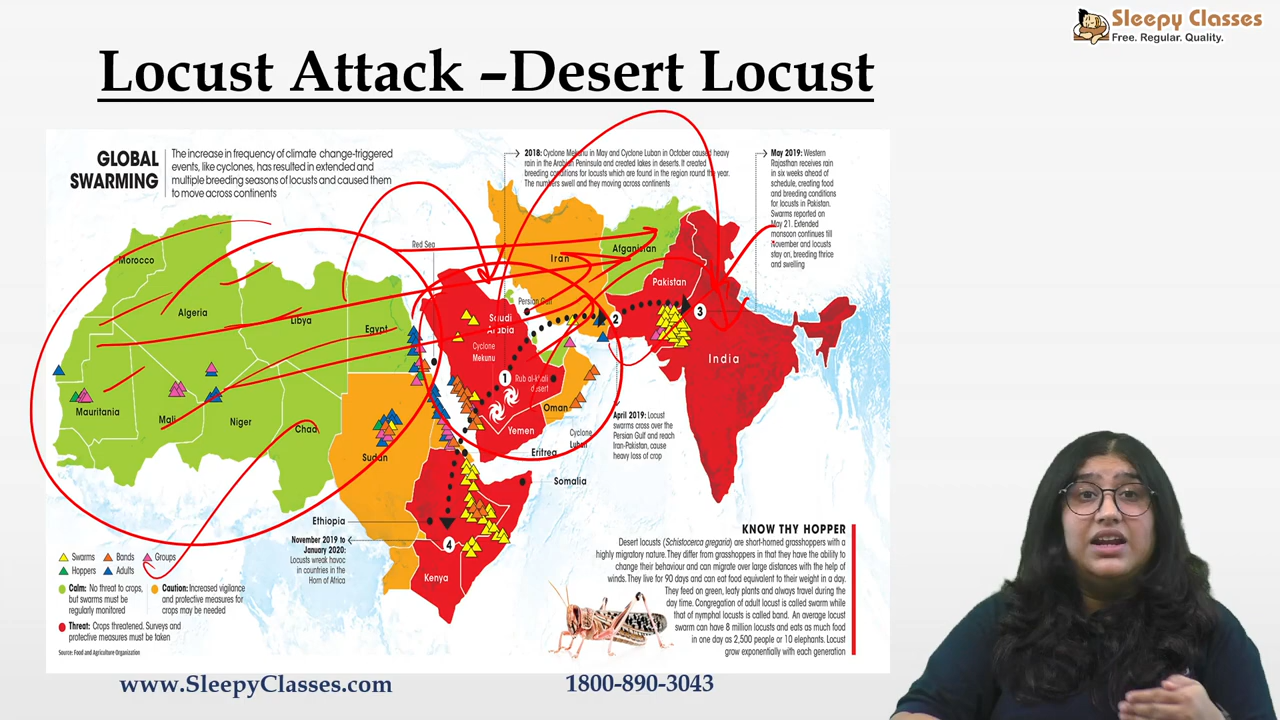 Sleepy Classes
Free. Regular. Quality.
Locust Attack –Desert Locust
GLOBAL
SWARMING
The increase in frequency of climate change-triggered
events, like cyclones, has resulted in extended and
multiple breeding seasons of locusts and caused them
to move across continents
2018: Cyclone Mekunu in May and Cyclone Luban in October caused heavy
rain in the Arabian Peninsula and created lakes in deserts. It created
breeding conditions for locusts which are found in the region round the year.
The numbers swell and they moving across continents
May 2019: Western
Rajasthan receives rain
in six weeks ahead of
schedule, creating food
and breeding conditions
for locusts in Pakistan.
Swarms reported on
May 21. Extended
monsoon continues till
November and locusts
stay on, breeding thrice
and swelling
Morocco
Algeria
Libya
Egypt
Red Sea
Iran
Afganistan
Pakistan
Persian Gulf
Saudi
Arabia
Cyclone
Mekunu
1
2
3
India
Rub al-khali
desert
Mauritania
Mali
Niger
Chad
Sudan
Oman
Yemen
Cyclone
Luban
Eritrea
Somalia
April 2019: Locust
swarms cross over the
Persian Gulf and reach
Iran-Pakistan, cause
heavy loss of crop
Ethiopia
November 2019 to
January 2020:
Locusts wreak havoc
in countries in the
Horn of Africa
4
Kenya
Swarms Bands Groups
Hoppers Adults
Calm: No threat to crops,
but swarms must be
regularly monitored
Caution: Increased vigilance
and protective measures for
crops may be needed
Threat: Crops threatened. Surveys and
protective measures must be taken
Source: Food and Agriculture Organization
KNOW THY HOPPER
Desert locusts (Schistocerca gregaria) are short-horned grasshoppers with a
highly migratory nature. They differ from grasshoppers in that they have the ability to
change their behaviour and can migrate over large distances with the help of
winds. They live for 90 days and can eat food equivalent to their weight in a day.
They feed on green, leafy plants and always travel during the
day time. Congregation of adult locust is called swarm while
that of nymphal locusts is called band. An average locust
swarm can have 8 million locusts and eats as much food
in one day as 2,500 people or 10 elephants. Locust
grow exponentially with each generation
www.SleepyClasses.com
1800-890-3043